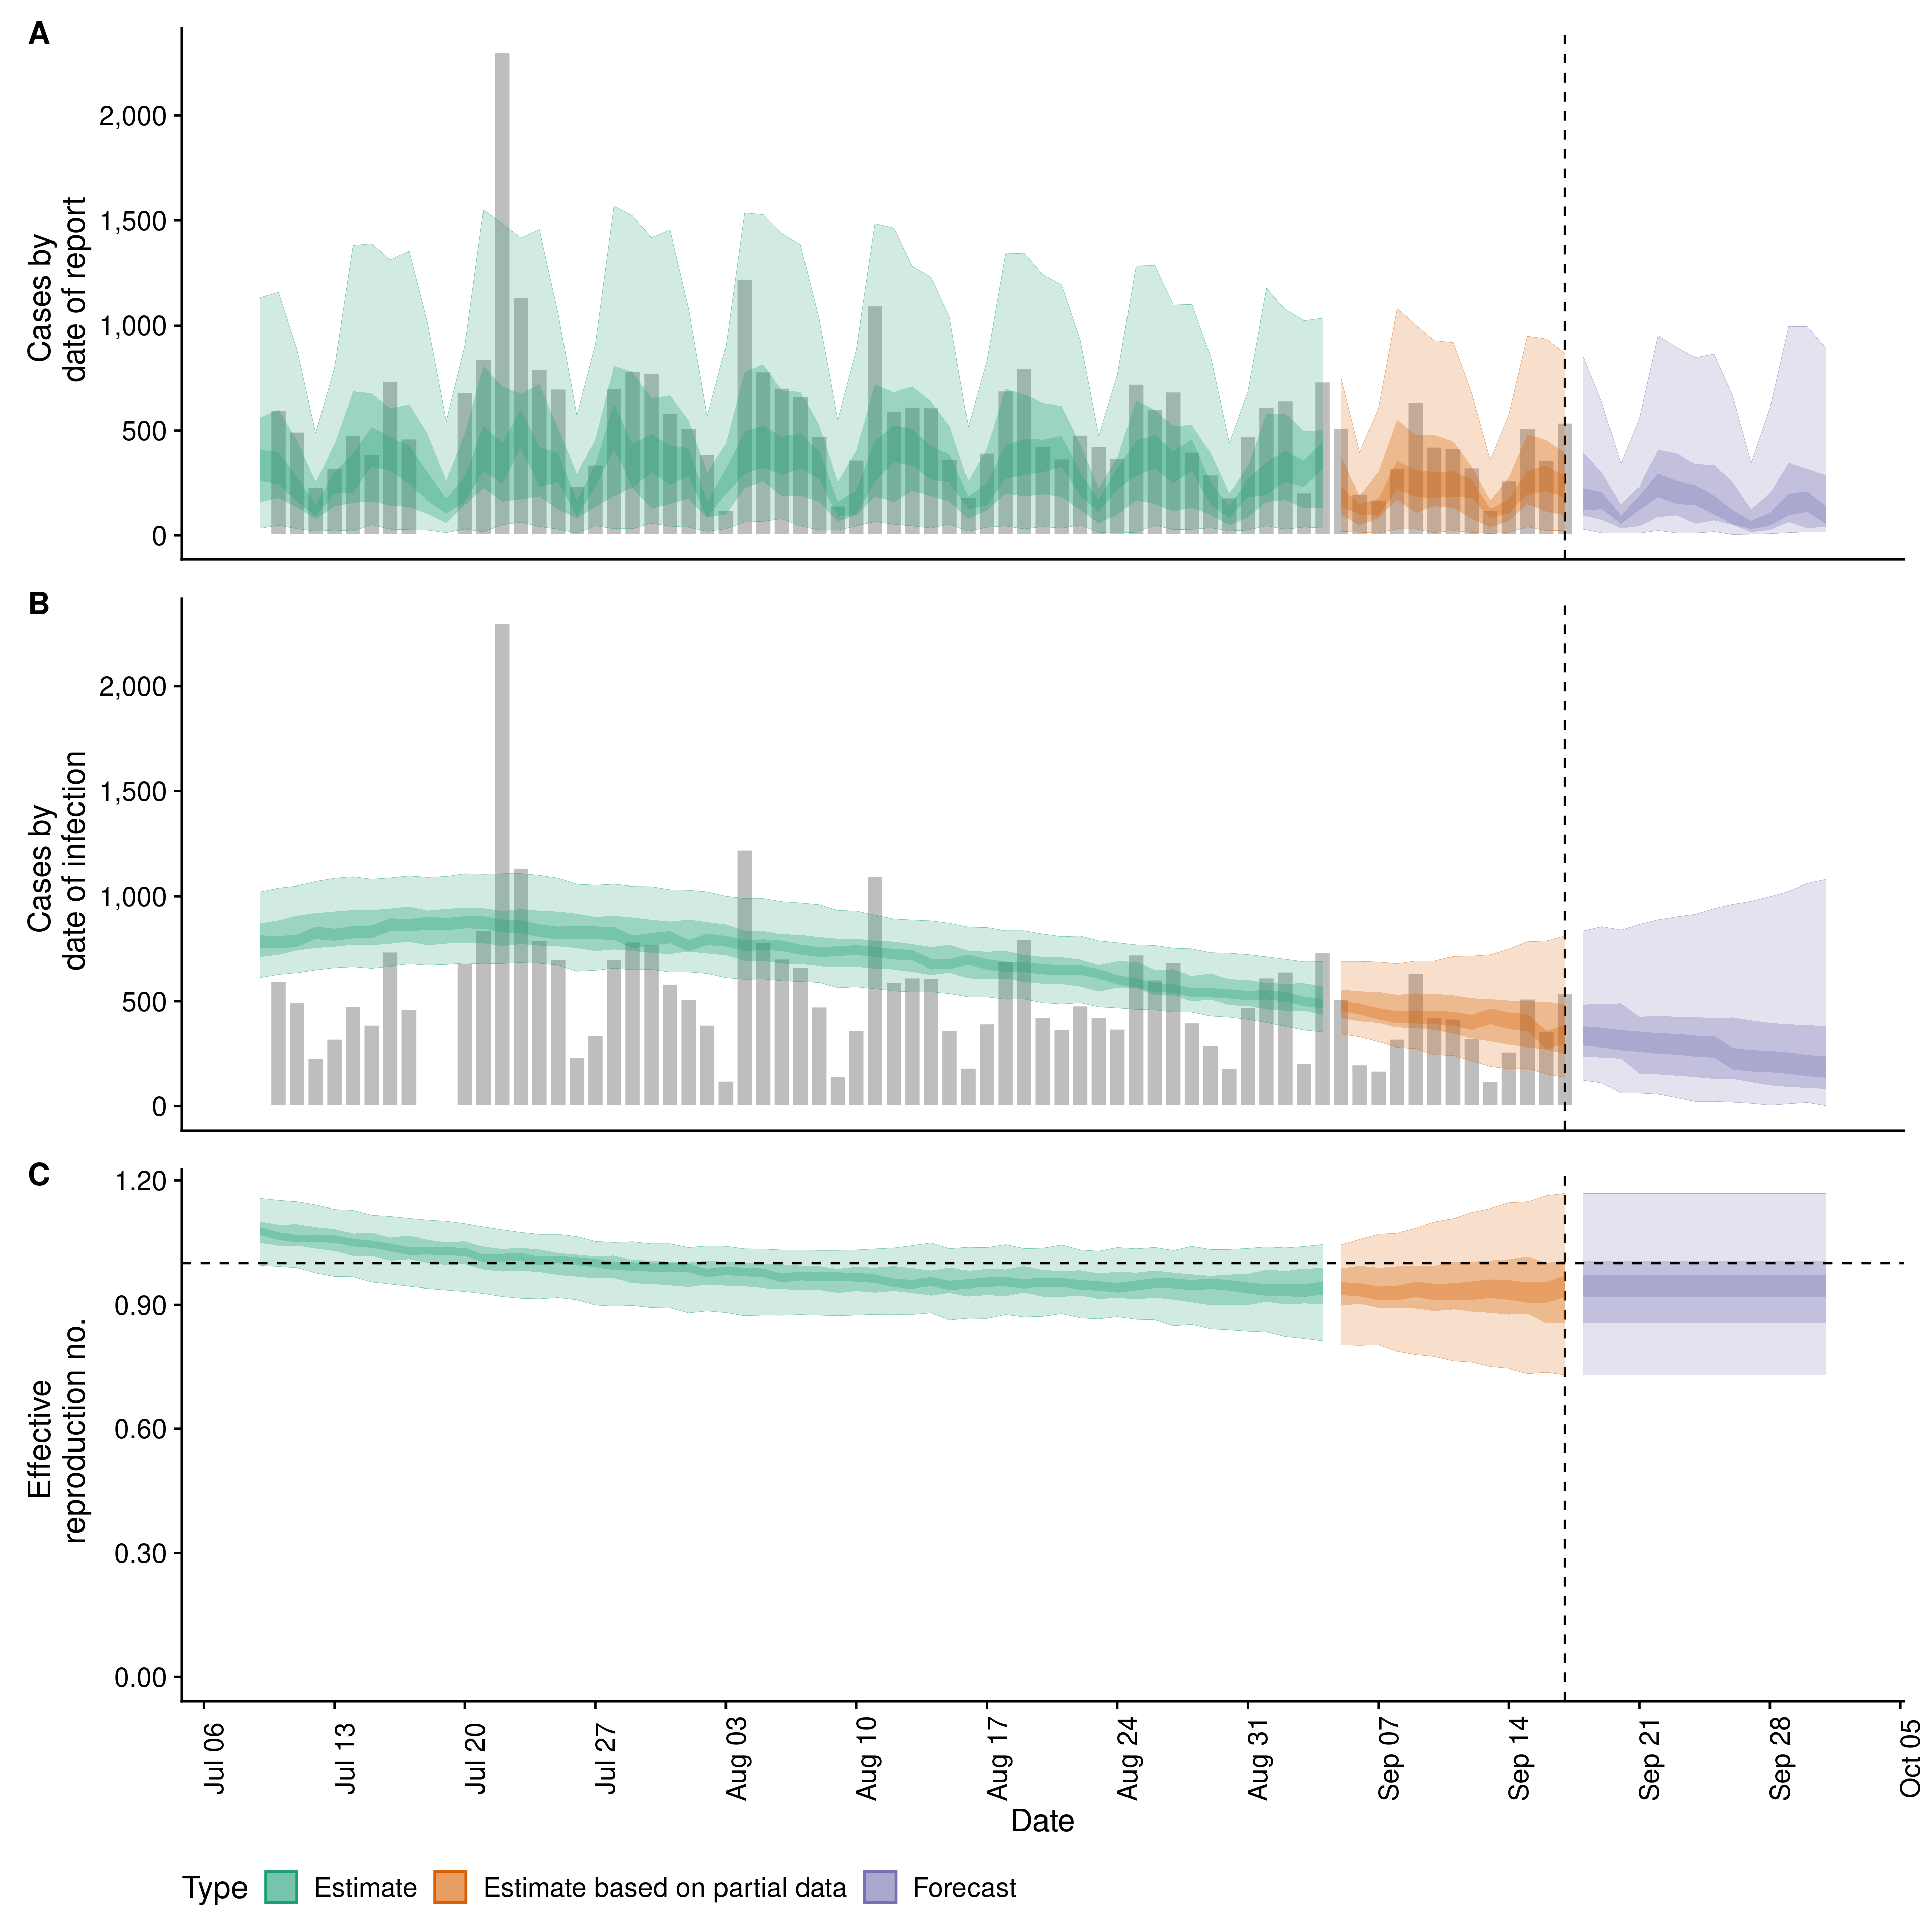 A
Cases by
date of report
2,000
1,500
1,000
500
0
B
Cases by
date of infection
2,000
1,500
1,000
500
0
C
Effective
reproduction no.
1.20
0.90
0.60
0.30
0.00
Jul 06
Jul 13
Jul 20
Jul 27
Aug 03
Aug 10
Aug 17
Aug 24
Aug 31
Sep 07
Sep 14
Sep 21
Sep 28
Oct 05
Date
Type Estimate Estimate based on partial data Forecast